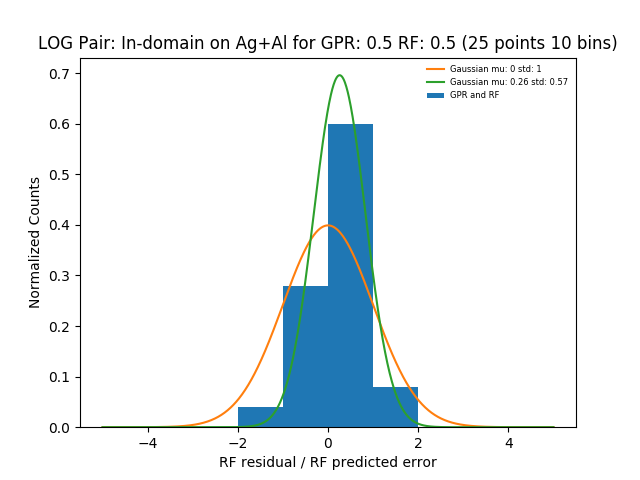 LOG Pair: In-domain on Ag+Al for GPR: 0.5 RF: 0.5 (25 points 10 bins)
Gaussian mu: 0 std: 1
Gaussian mu: 0.26 std: 0.57
GPR and RF
Normalized Counts
0.7
0.6
0.5
0.4
0.3
0.2
0.1
0.0
−4 −2 0 2 4
RF residual / RF predicted error